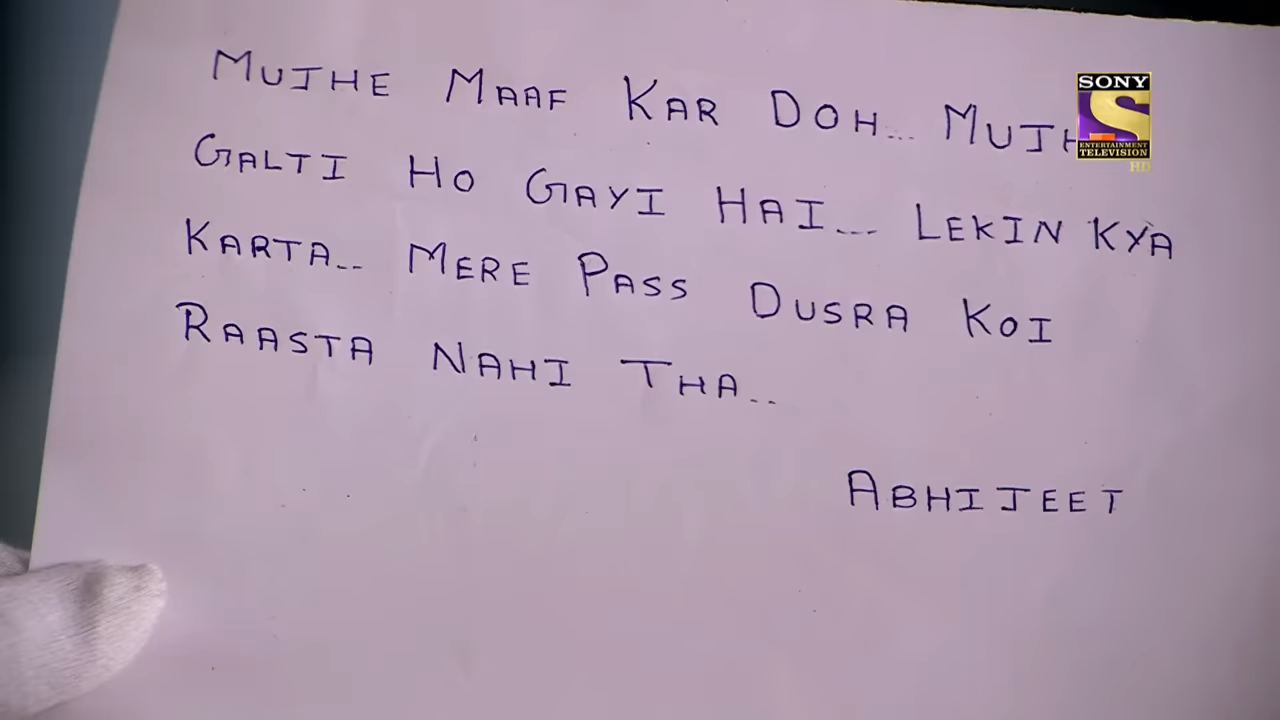 MUJHE MAAF KAR DOH... 
GALTI HO GAYI HAI... LEKIN KYA
KARTA.. MERE PASS DUSRA KOI
RAASTA NAHI THA..
ABHIJEET
SONY
S
ENTERTAINMENT
TELEVISION
HD